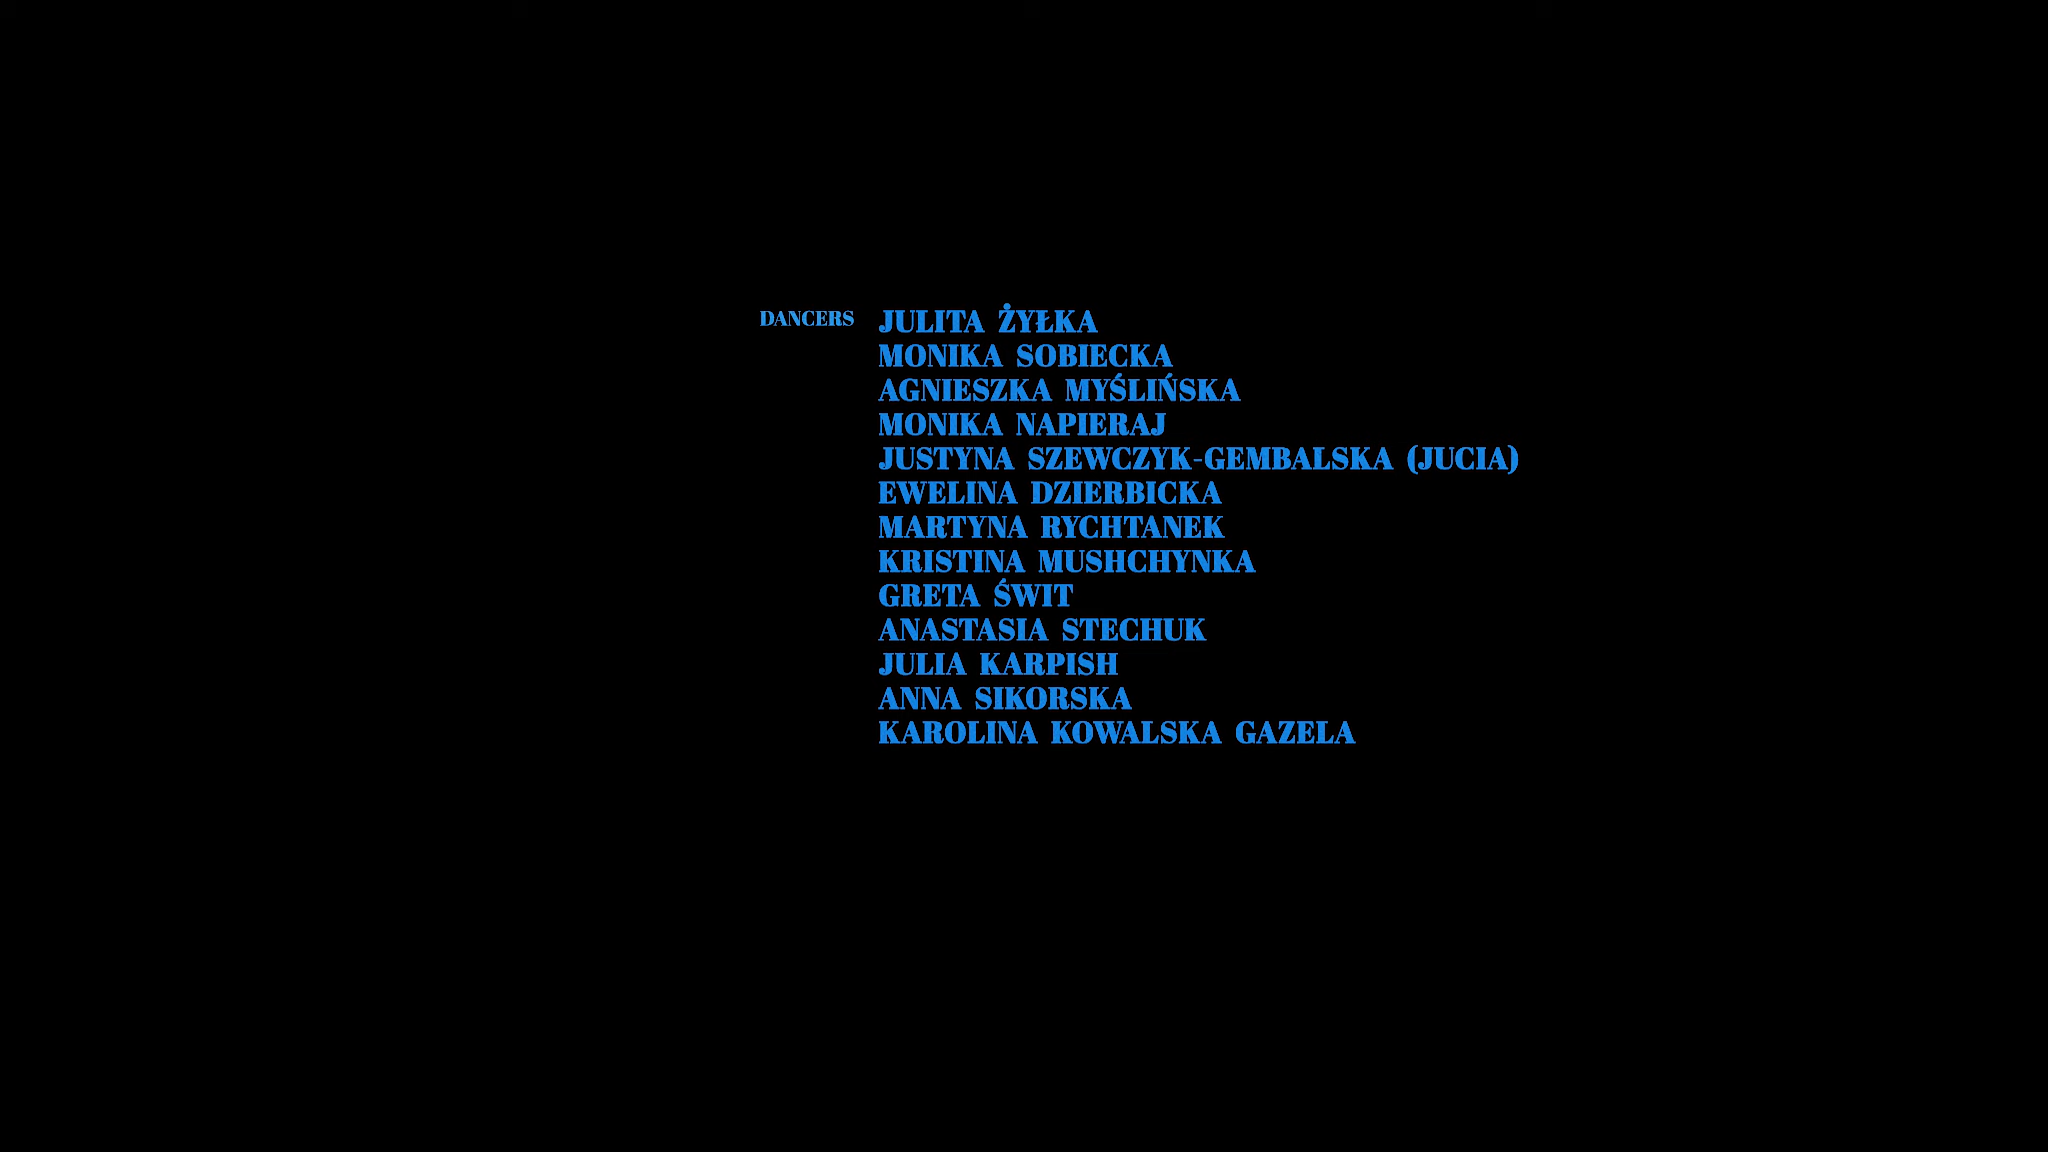 DANCERS JULITA ŻYŁKA
MONIKA SOBIECKA
AGNIESZKA MYŚLIŃSKA
MONIKA NAPIERAJ
JUSTYNA SZEWCZYK-GEMBALSKA (JUCIA)
EWELINA DZIERBICKA
MARTYNA RYCHTANEK
KRISTINA MUSHCHYNKA
GRETA ŚWIT
ANASTASIA STECHUK
JULIA KARPISH
ANNA SIKORSKA
KAROLINA KOWALSKA GAZELA